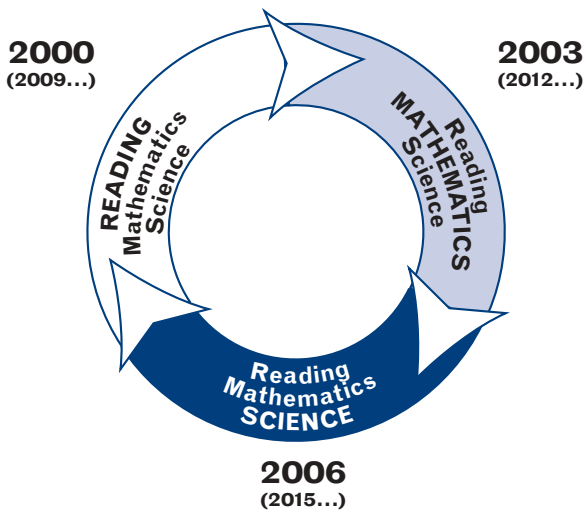 2000
(2009...)
READING
Mathematics
Science
2003
(2012...)
Reading
MATHEMATICS
Science
Reading
Mathematics
SCIENCE
2006
(2015...)